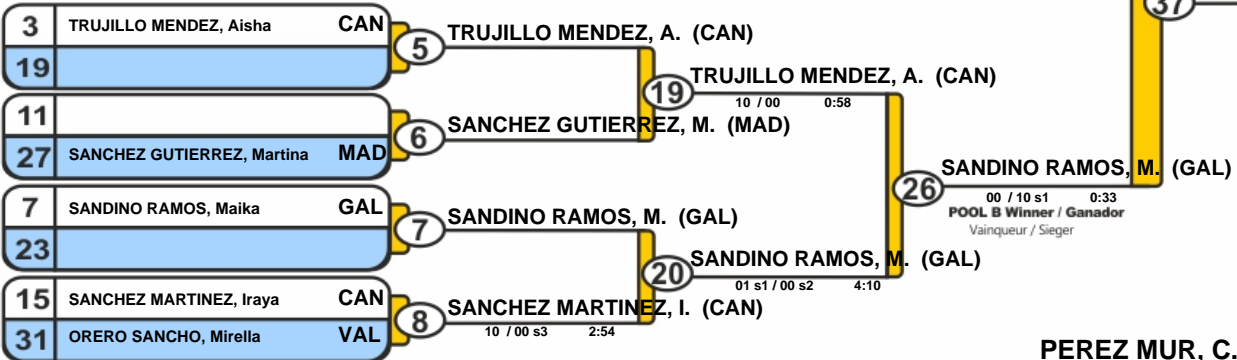 37
3 TRUJILLO MENDEZ, Aisha CAN
19
5
TRUJILLO MENDEZ, A. (CAN)
11
27 SANCHEZ GUTIERREZ, Martina MAD
6
SANCHEZ GUTIERREZ, M. (MAD)
19
TRUJILLO MENDEZ, A. (CAN)
10 / 00 0:58
7 SANDINO RAMOS, Maika GAL
23
7
SANDINO RAMOS, M. (GAL)
15 SANCHEZ MARTINEZ, Iraya CAN
31 ORERO SANCHO, Mirella VAL
8
SANCHEZ MARTINEZ, I. (CAN)
10 / 00 s3 2:54
20
SANDINO RAMOS, M. (GAL)
01 s1 / 00 s2 4:10
26
SANDINO RAMOS, M. (GAL)
00 / 10 s1 0:33
POOL B Winner / Ganador
Vainqueur / Sieger
PEREZ MUR, C.